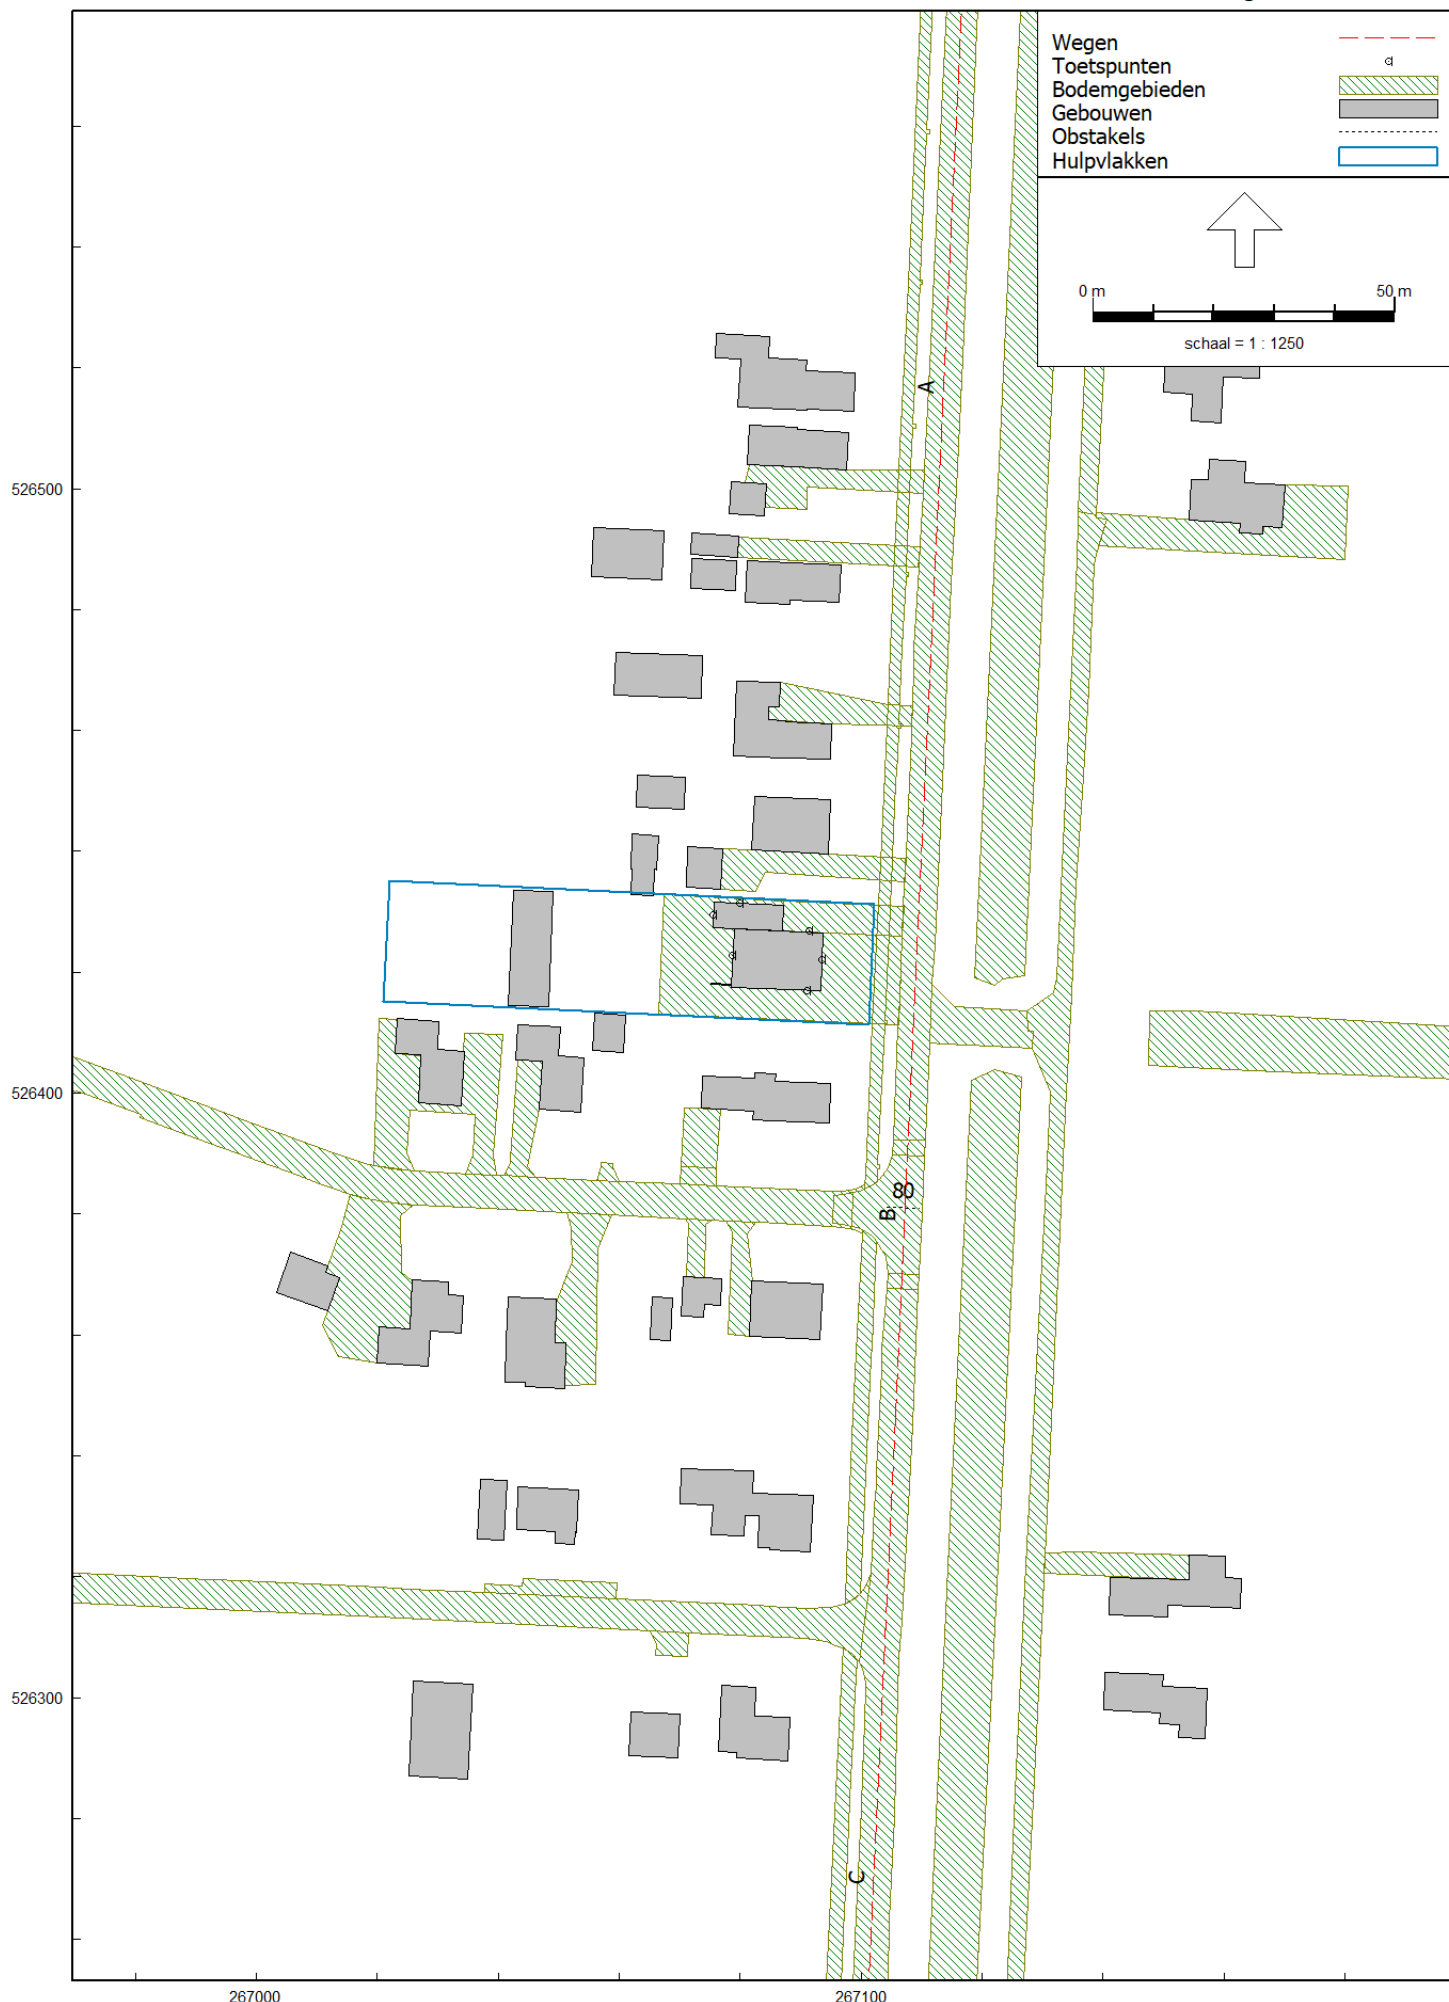 Wegen
Toetspunten
Bodemgebieden
Gebouwen
Obstakels
Hulpvlakken
0 m 50 m
schaal = 1 : 1250
A
526500
I
526400
80
B
526300
C
267000 267100